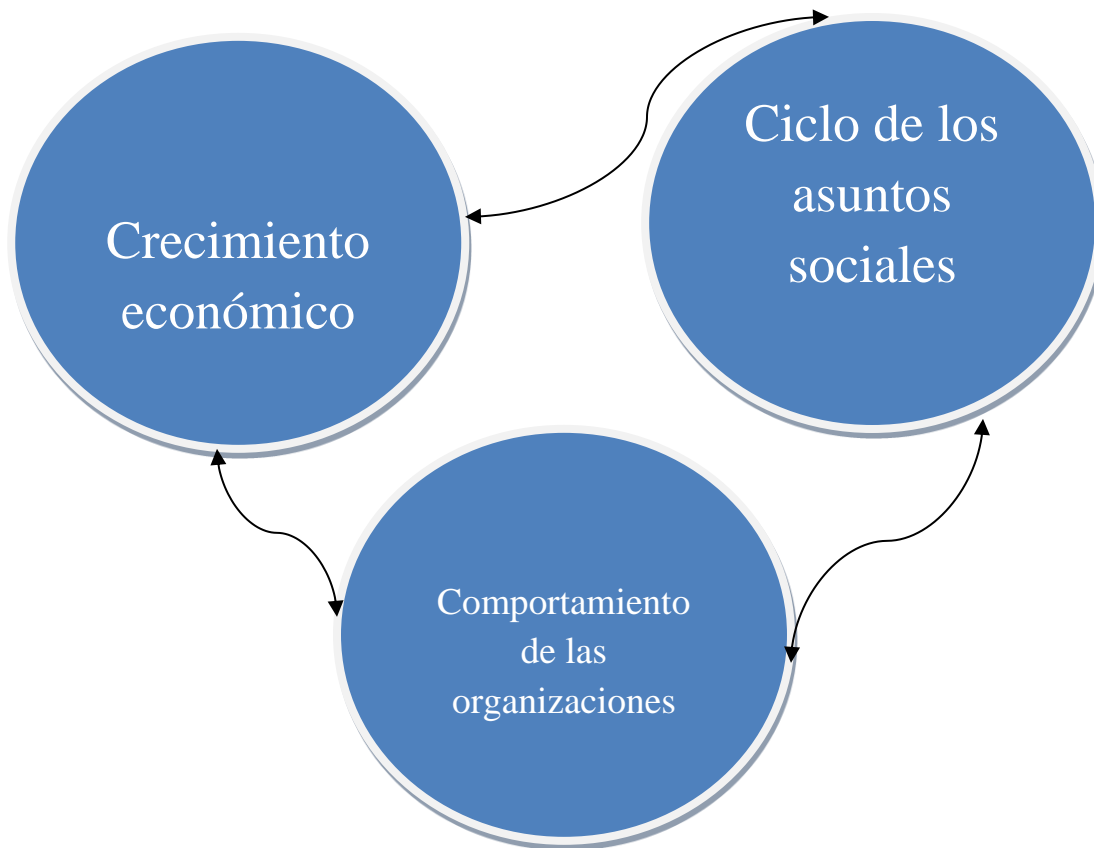 Crecimiento
económico
Ciclo de los
asuntos
sociales
Comportamiento
de las
organizaciones